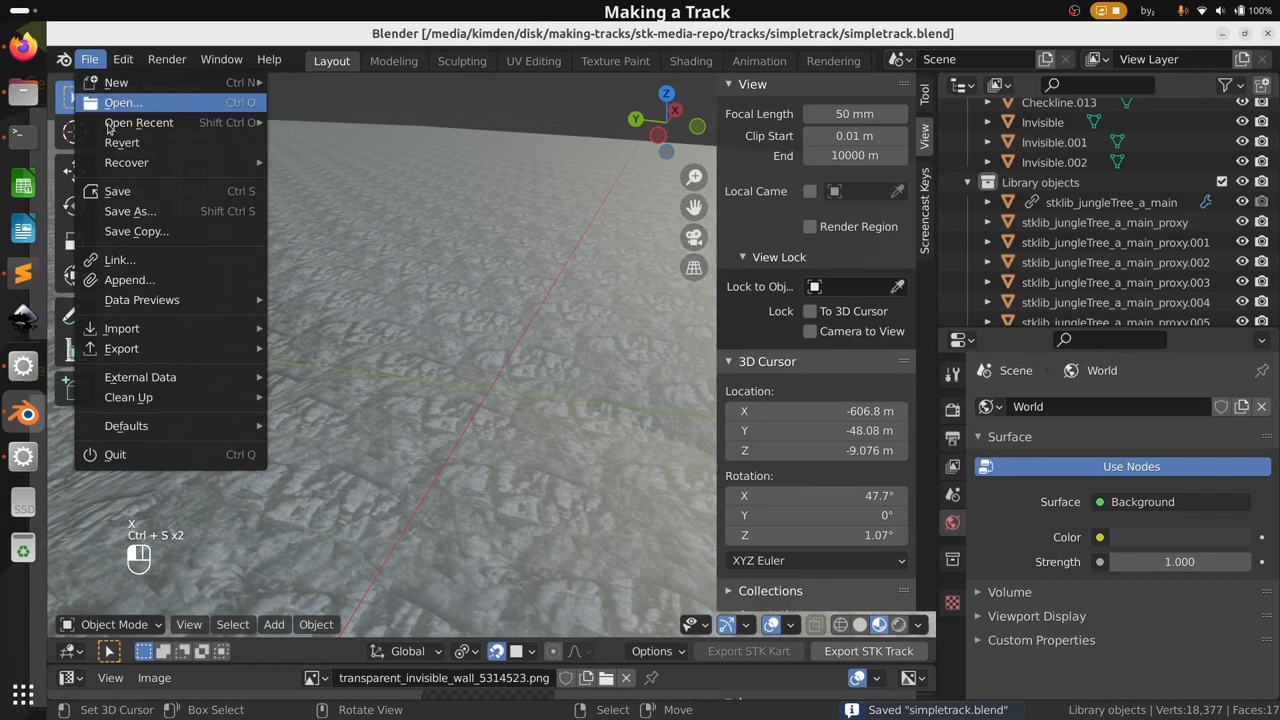 Making a Track
by₂
100%
Blender [/media/kimden/disk/making-tracks/stk-media-repo/tracks/simpletrack/simpletrack.blend]
File Edit Render Window Help
Layout Modeling Sculpting UV Editing Texture Paint Shading Animation Rendering
Scene
View Layer
New Ctrl N
Open... Ctrl O
Open Recent Shift Ctrl O
Revert
Recover
Save Ctrl S
Save As... Shift Ctrl S
Save Copy...
Link...
Append...
Data Previews
Import
Export
External Data
Clean Up
Defaults
Quit Ctrl Q
X
Ctrl + S x2
Z
X
Y
View
Focal Length 50 mm
Clip Start 0.01 m
End 10000 m
Local Came
Render Region
View Lock
Lock to Obj...
Lock To 3D Cursor
Camera to View
3D Cursor
Location:
X -606.8 m
Y -48.08 m
Z -9.076 m
Rotation:
X 47.7°
Y 0°
Z 1.07°
XYZ Euler
Collections
Tool
View
Screencast Keys
Checkline.013
Invisible
Invisible.001
Invisible.002
Library objects
stklib_jungleTree_a_main
stklib_jungleTree_a_main_proxy
stklib_jungleTree_a_main_proxy.001
stklib_jungleTree_a_main_proxy.002
stklib_jungleTree_a_main_proxy.003
stklib_jungleTree_a_main_proxy.004
stklib_jungleTree_a_main_proxy.005
Scene World
World
Surface
Use Nodes
Surface Background
Color
Strength 1.000
Volume
Viewport Display
Custom Properties
Object Mode View Select Add Object
Global
Options
Export STK Kart
Export STK Track
View Image
transparent_invisible_wall_5314523.png
SSD
Set 3D Cursor
Box Select
Rotate View
Select
Move
Saved "simpletrack.blend"
Library objects | Verts:18,377 | Faces:17